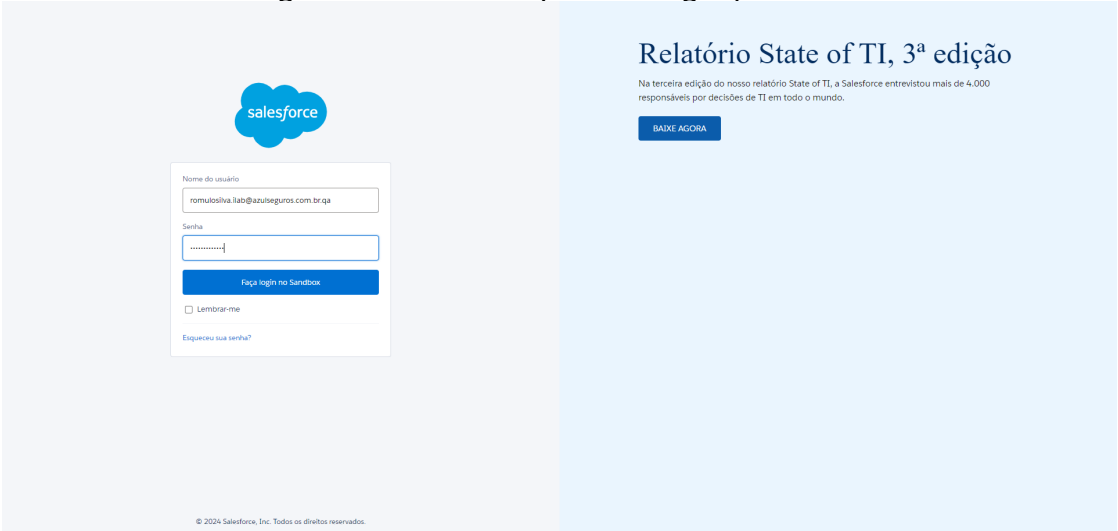 salesforce
Nome do usuário
romulosilva.llab@azulseguros.com.br.qa
Senha
Faça login no Sandbox
Lembrar-me
Esqueceu sua senha?
© 2024 Salesforce, Inc. Todos os direitos reservados.
Relatório State of TI, 3ª edição
Na terceira edição do nosso relatório State of TI, a Salesforce entrevistou mais de 4.000
responsáveis por decisões de TI em todo o mundo.
BAIXE AGORA